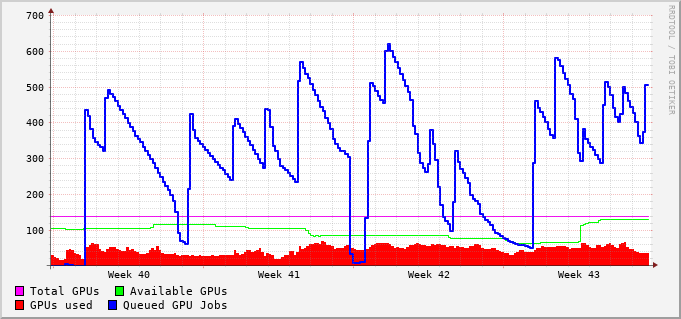 700
600
500
400
300
200
100
Week 40 Week 41 Week 42 Week 43
Total GPUs Available GPUs
GPUs used Queued GPU Jobs
RRDTOOL / TOBI OETIKER